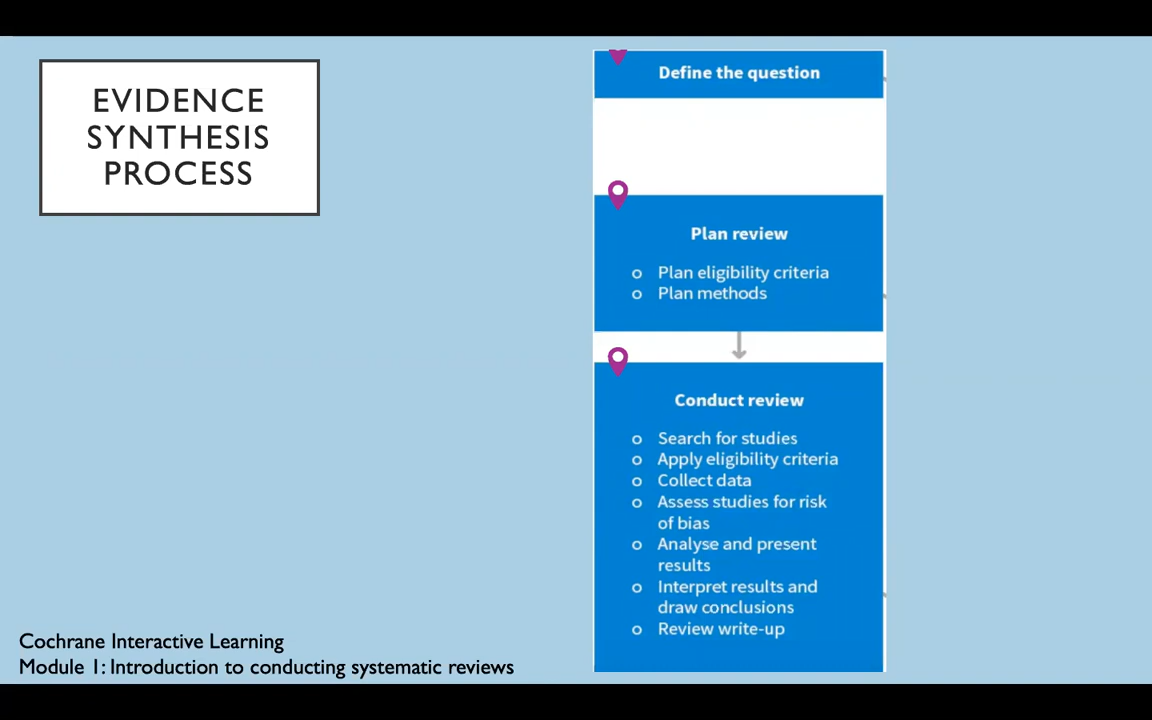 EVIDENCE
SYNTHESIS
PROCESS
Define the question
Plan review
o Plan eligibility criteria
o Plan methods
Conduct review
o Search for studies
o Apply eligibility criteria
o Collect data
o Assess studies for risk
of bias
o Analyse and present
results
o Interpret results and
draw conclusions
o Review write-up
Cochrane Interactive Learning
Module 1: Introduction to conducting systematic reviews